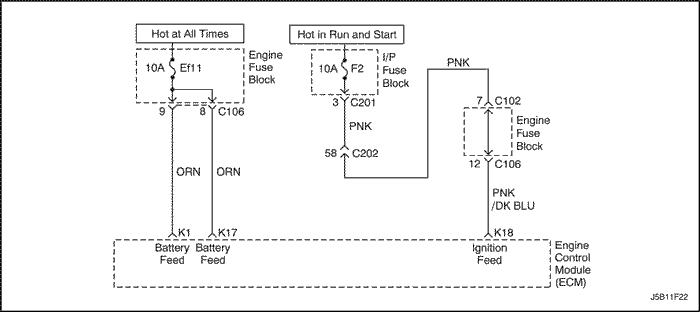 Hot at All Times
Hot in Run and Start
10A Ef11
Engine
Fuse
Block
10A F2
I/P
Fuse
Block
PNK
9 8 C106
3 C201
7 C102
PNK
Engine
Fuse
Block
58 C202
12 C106
ORN ORN
PNK
/DK BLU
K1 K17 K18
Battery Battery Ignition
Feed Feed Feed
Engine
Control
Module
(ECM)
J5B11F22